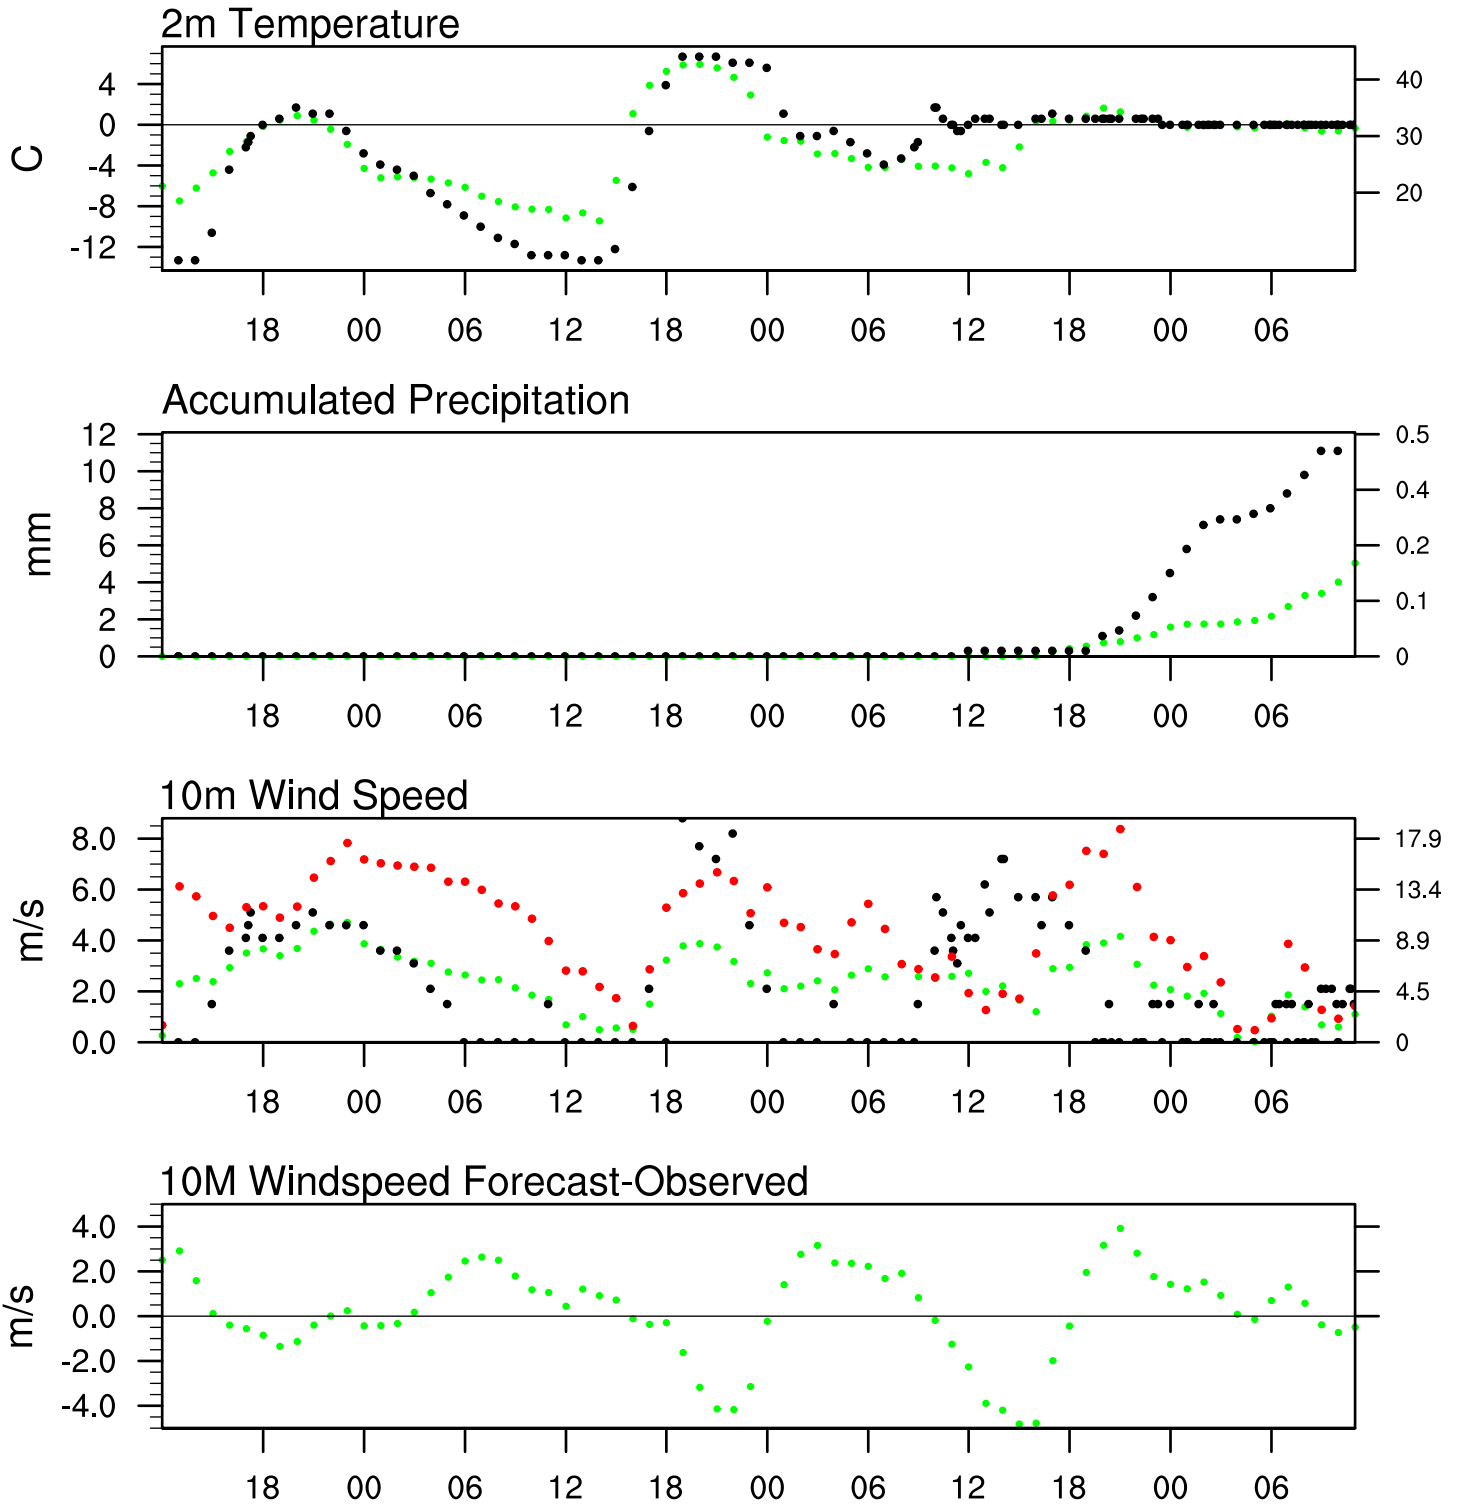 2m Temperature
4
0
-4
-8
-12
C
40
30
20
18 00 06 12 18 00 06 12 18 00 06
Accumulated Precipitation
12
10
8
6
4
2
0
mm
0.5
0.4
0.2
0.1
0
18 00 06 12 18 00 06 12 18 00 06
10m Wind Speed
8.0
6.0
4.0
2.0
0.0
m/s
17.9
13.4
8.9
4.5
0
18 00 06 12 18 00 06 12 18 00 06
10M Windspeed Forecast-Observed
4.0
2.0
0.0
-2.0
-4.0
m/s
18 00 06 12 18 00 06 12 18 00 06